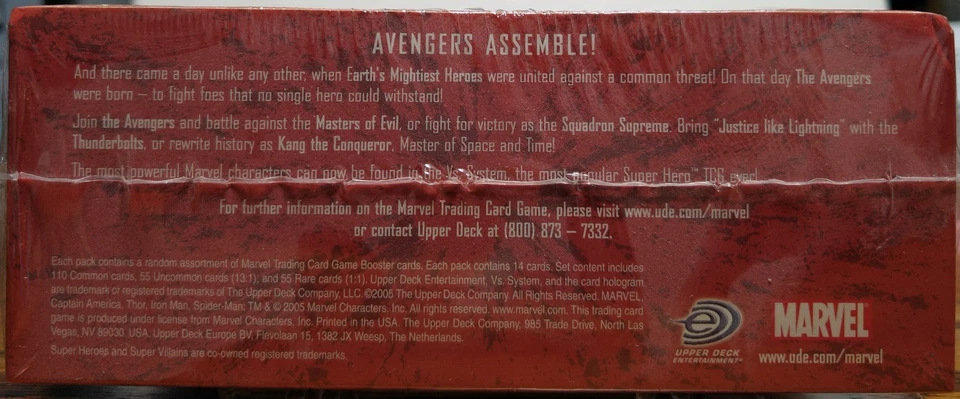 AVENGERS ASSEMBLE!
And there came a day unlike any other, when Earth's Mightiest Heroes were united against a common threat! On that day The Avengers
were born – to fight foes that no single hero could withstand!
Join the Avengers and battle against the Masters of Evil, or fight for victory as the Squadron Supreme. Bring "Justice like Lightning" with the
Thunderbolts, or rewrite history as Kang the Conqueror, Master of Space and Time!
The most powerful Marvel characters can now be found in the Vs. System, the most popular Super Hero™ TCG ever!
For further information on the Marvel Trading Card Game, please visit www.ude.com/marvel
or contact Upper Deck at (800) 873 – 7332.
Each pack contains a random assortment of Marvel Trading Card Game Booster cards. Each pack contains 14 cards. Set content includes
110 Common cards, 55 Uncommon cards (13:1), and 55 Rare cards (1:1). Upper Deck Entertainment, Vs. System, and the card hologram
are trademark or registered trademarks of The Upper Deck Company, LLC. ©2005 The Upper Deck Company. All Rights Reserved. MARVEL,
Captain America, Thor, Iron Man, Spider-Man: TM & © 2005 Marvel Characters, Inc. All rights reserved. www.marvel.com. This trading card
game is produced under license from Marvel Characters, Inc. Printed in the USA. The Upper Deck Company, 985 Trade Drive, North Las
Vegas, NV 89030. USA. Upper Deck Europe BV, Flevolaan 15, 1382 JX Weesp, The Netherlands.
Super Heroes and Super Villains are co-owned registered trademarks.
e
UPPER DECK
ENTERTAINMENT®
MARVEL
www.ude.com/marvel